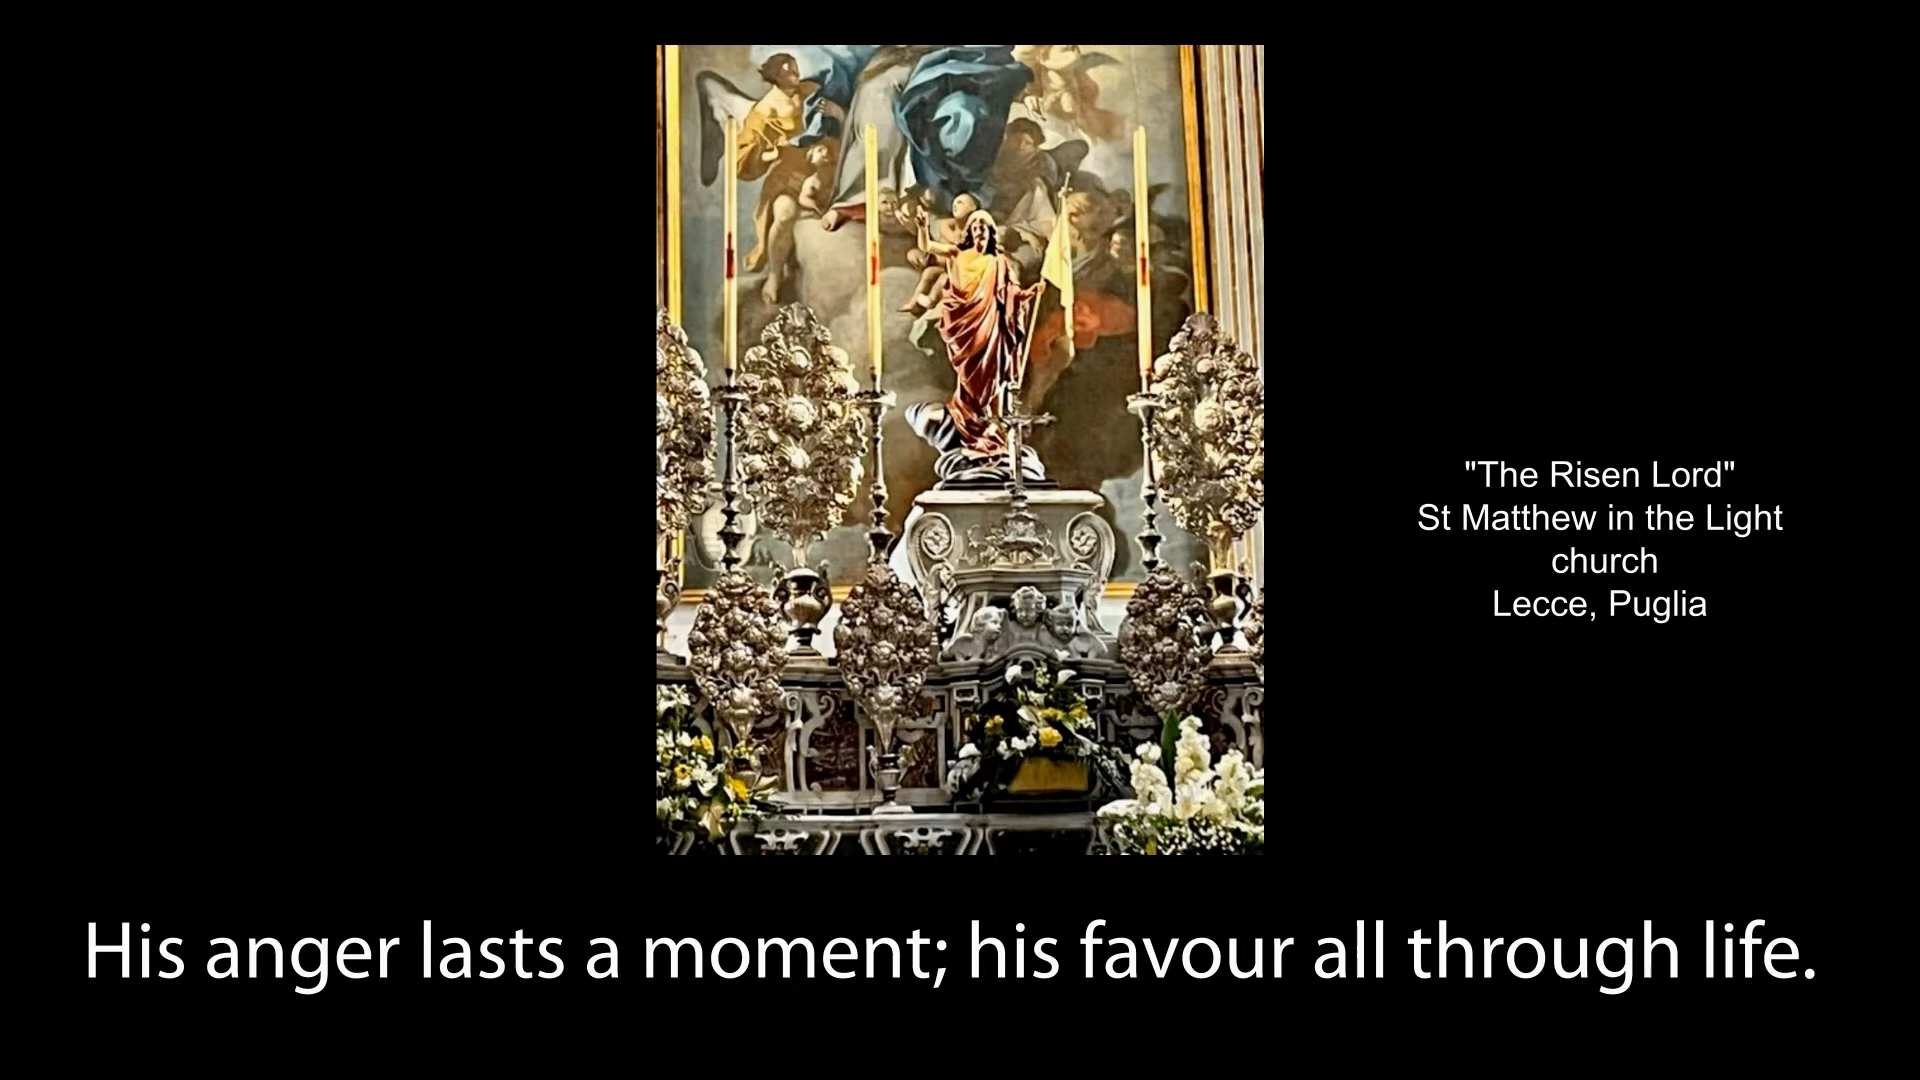 "The Risen Lord"
St Matthew in the Light
church
Lecce, Puglia
His anger lasts a moment; his favour all through life.